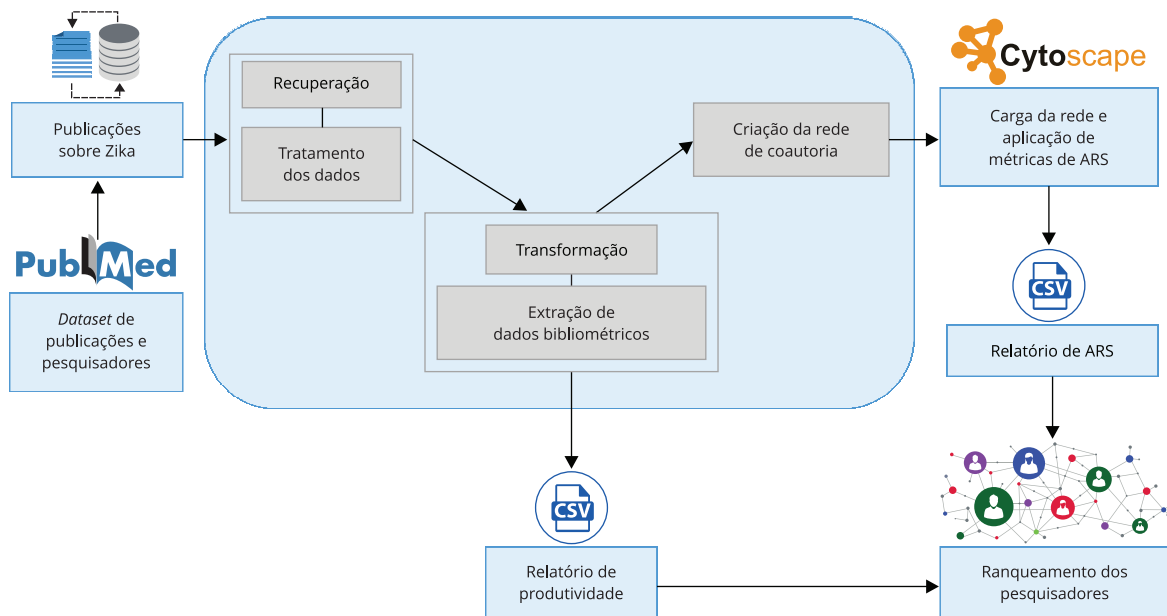 Publicações
sobre Zika
PubMed
Dataset de
publicações e
pesquisadores
Recuperação
Tratamento
dos dados
Transformação
Extração de
dados bibliométricos
Criação da rede
de coautoria
Cytoscape
Carga da rede e
aplicação de
métricas de ARS
CSV
Relatório de ARS
CSV
Relatório de
produtividade
Ranqueamento dos
pesquisadores